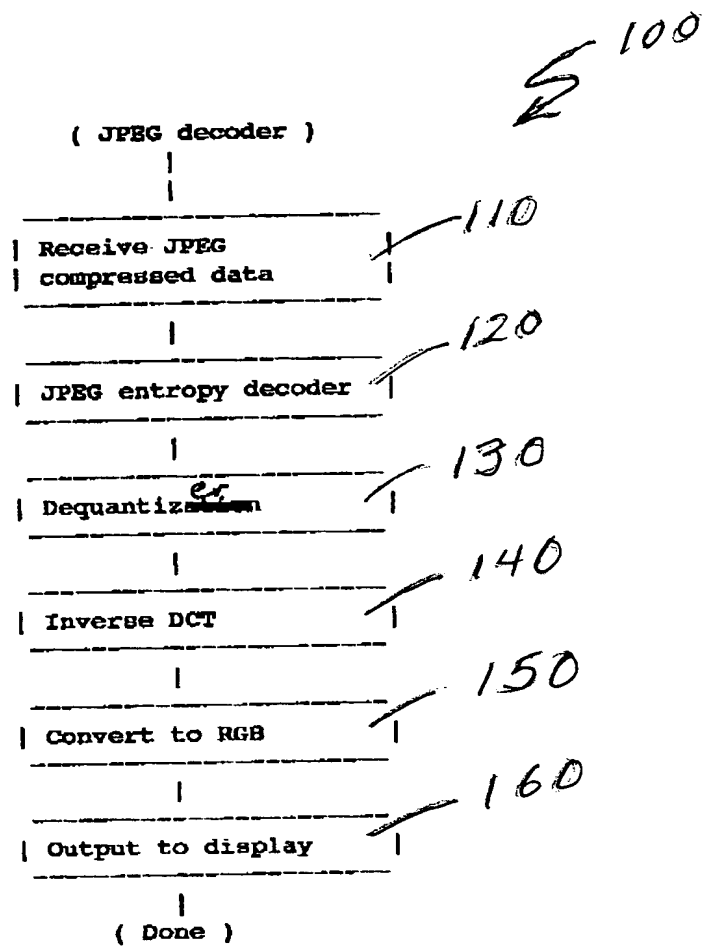 100
( JPEG decoder )
110
Receive JPEG
compressed data
120
JPEG entropy decoder
130
Dequantizer
140
Inverse DCT
150
Convert to RGB
160
Output to display
( Done )